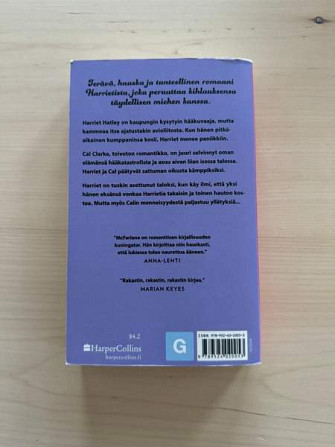 Terävä, hauska ja tunteellinen romaani
Harrietista, joka peruuttaa kihlauksensa
täydellisen miehen kanssa.
Harriet Hatley on kaupungin kysytyin hääkuvaaja, mutta
kammoaa itse ajatustakin avioliitosta. Kun hänen pitkä-
aikainen kumppaninsa kosii, Harriet menee paniikkiin.
Cal Clarke, toivoton romantikko, on juuri selvinnyt oman
elämänsä hääkatastrofista ja asuu aivan liian isossa talossa.
Harriet ja Cal päätyvät sattuman oikusta kämppiksiksi.
Harriet on tuskin asettunut taloksi, kun käy ilmi, että yksi
hänen eksistä vonkaa Harrietia takaisin ja toinen hautoo kos-
toa. Mutta myös Calin menneisyydestä paljastuu yllätyksiä...
"McFarlane on romanttisen kirjallisuuden
kuningatar. Hän kirjoittaa niin hauskasti,
että lukiessa tulee naurettua ääneen."
ANNA-LEHTI
"Rakastin, rakastin, rakastin kirjaa."
MARIAN KEYES
84.2
HarperCollins
harpercollins.fi
G